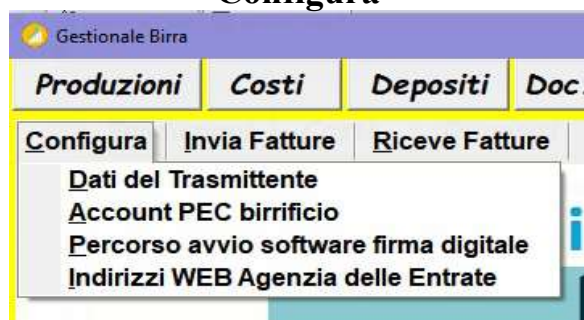 Configura
Gestionale Birra
Produzioni Costi Depositi Doc
Configura Invia Fatture Riceve Fatture
Dati del Trasmittente
Account PEC birrificio
Percorso avvio software firma digitale
Indirizzi WEB Agenzia delle Entrate